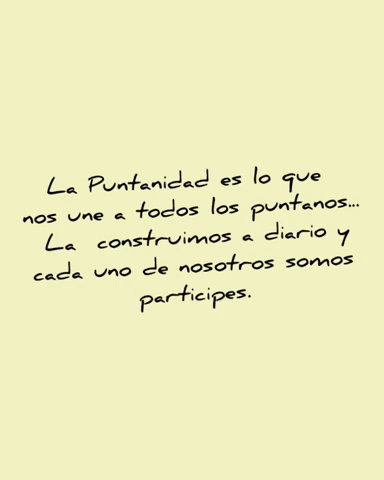 La Puntanidad es lo que
nos une a todos los puntanos...
La construimos a diario y
cada uno de nosotros somos
participes.